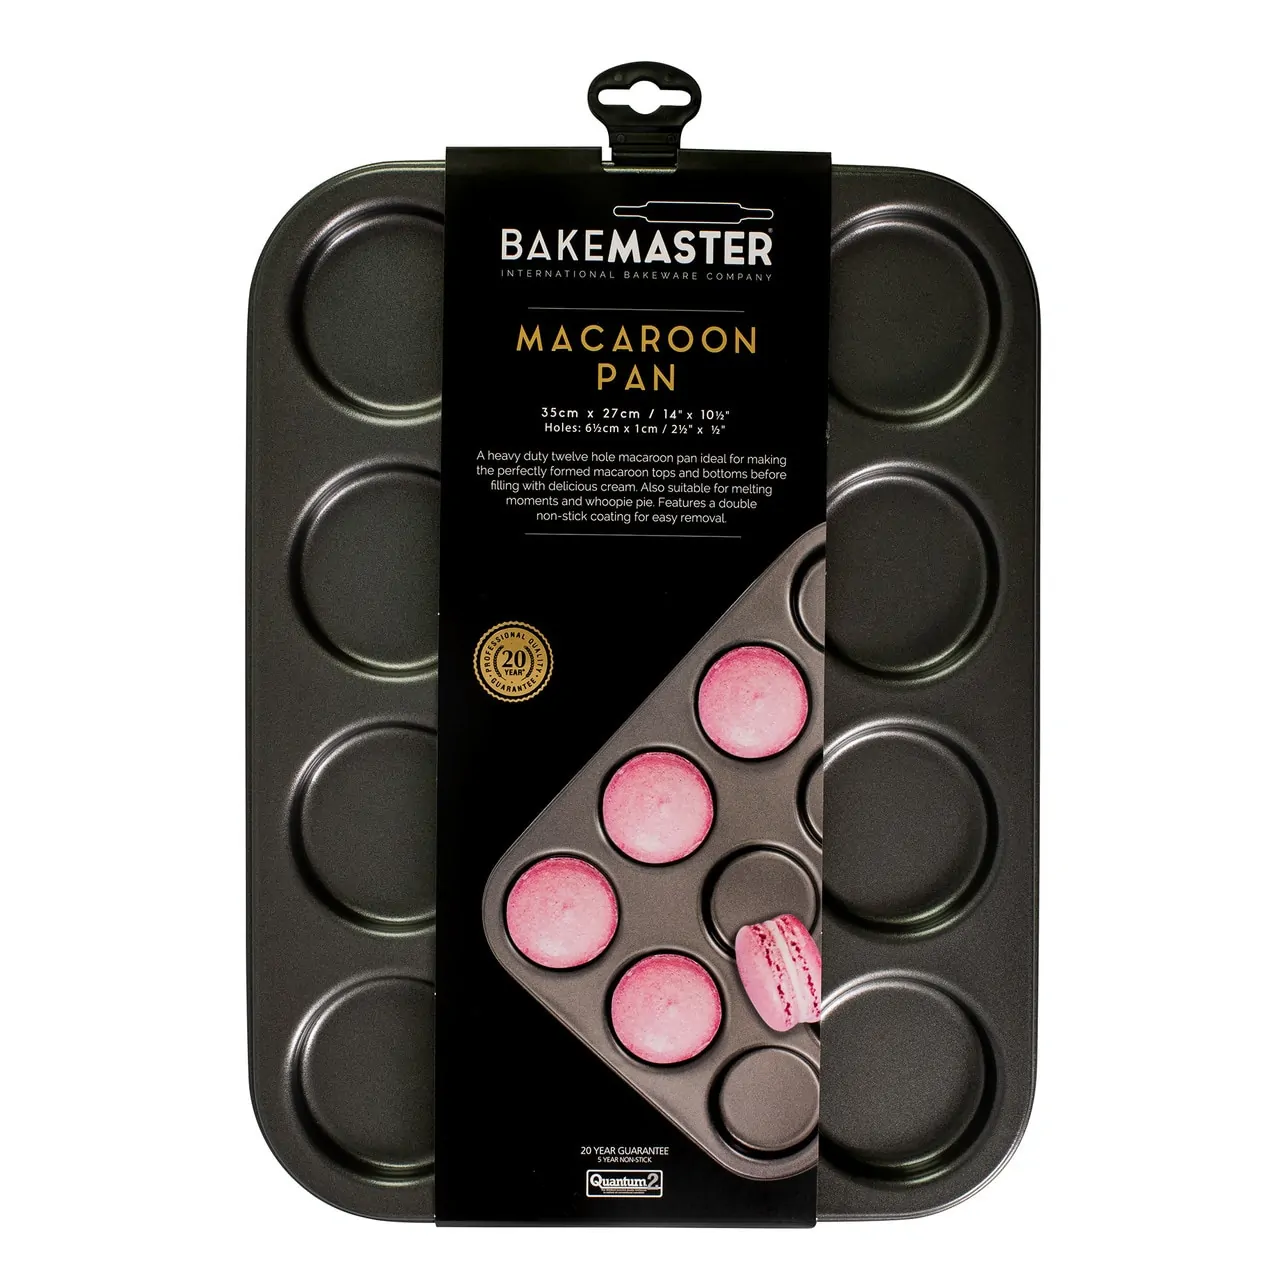 BAKEMASTER®
INTERNATIONAL BAKEWARE COMPANY
MACAROON
PAN
35cm x 27cm / 14" x 10½"
Holes: 6½cm x 1cm / 2½" x ½"
A heavy duty twelve hole macaroon pan ideal for making
the perfectly formed macaroon tops and bottoms before
filling with delicious cream. Also suitable for melting
moments and whoopie pie. Features a double
non-stick coating for easy removal.
PROFESSIONAL QUALITY
20
YEAR*
GUARANTEE
20 YEAR GUARANTEE
5 YEAR NON-STICK
Quantum2